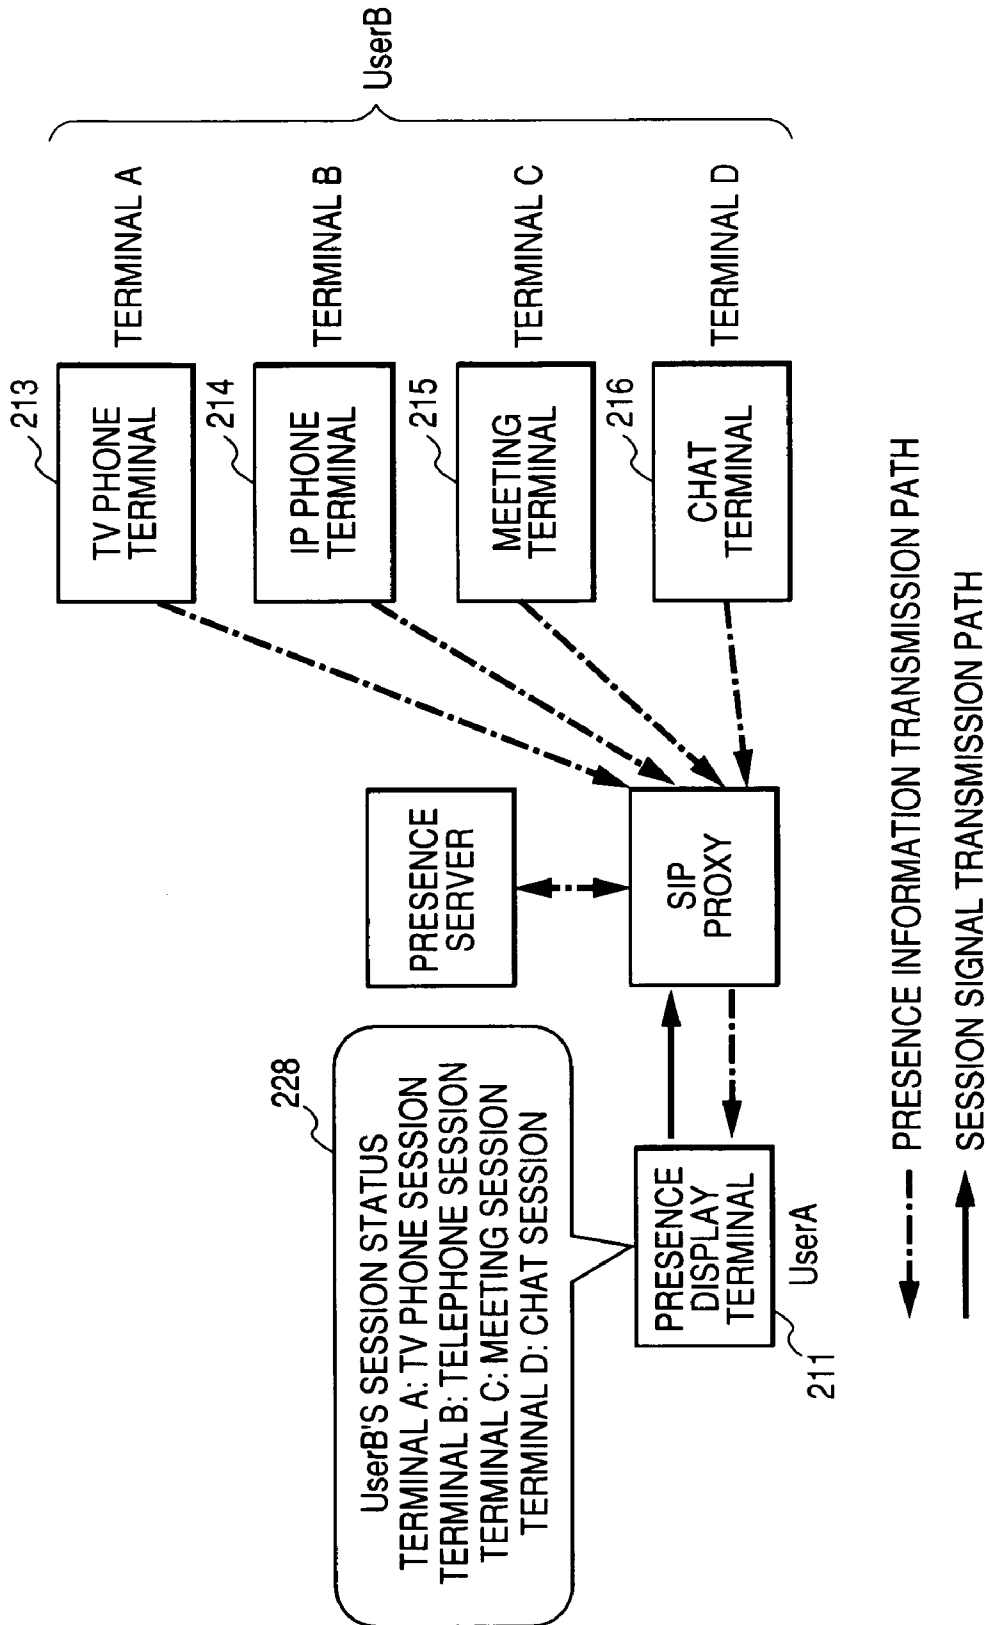 228
UserB'S SESSION STATUS
TERMINAL A: TV PHONE SESSION
TERMINAL B: TELEPHONE SESSION
TERMINAL C: MEETING SESSION
TERMINAL D: CHAT SESSION
PRESENCE
DISPLAY
TERMINAL
211
UserA
PRESENCE
SERVER
SIP
PROXY
213
TV PHONE
TERMINAL
TERMINAL A
214
IP PHONE
TERMINAL
TERMINAL B
215
MEETING
TERMINAL
TERMINAL C
216
CHAT
TERMINAL
TERMINAL D
UserB
PRESENCE INFORMATION TRANSMISSION PATH
SESSION SIGNAL TRANSMISSION PATH